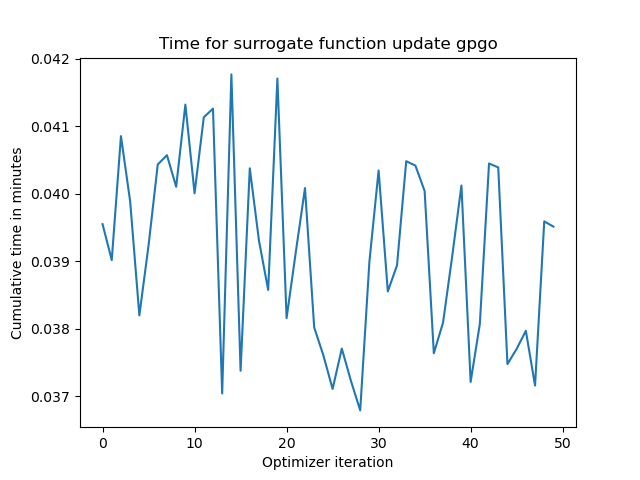 Time for surrogate function update gpgo
Cumulative time in minutes
0.042
0.041
0.040
0.039
0.038
0.037
0 10 20 30 40 50
Optimizer iteration